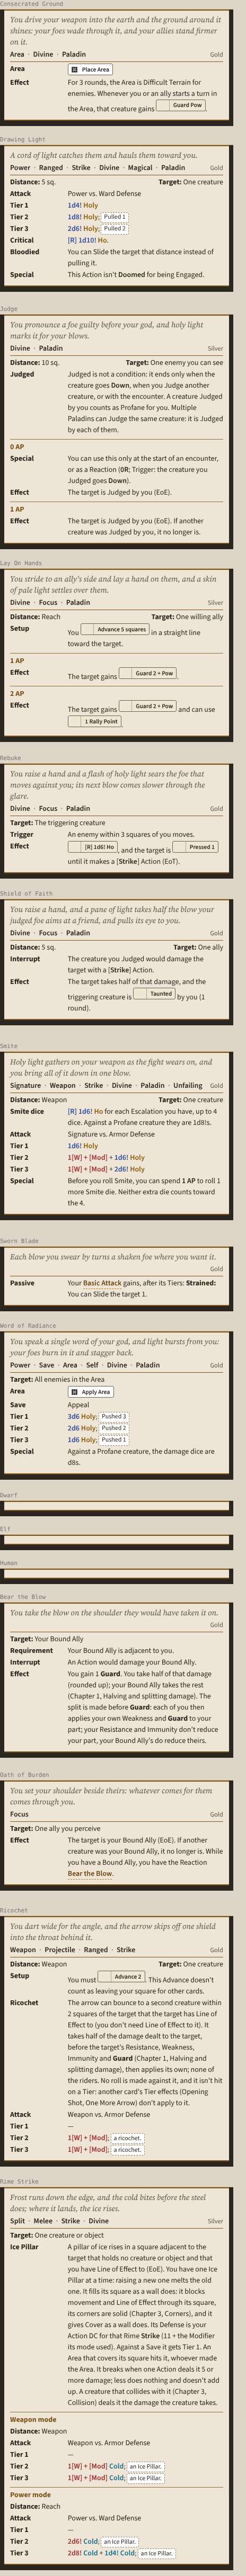 Consecrated Ground
You drive your weapon into the earth and the ground around it
shines; your foes wade through it, and your allies stand firmer
on it.
Area · Divine · Paladin Gold
Area Place Area
Effect For 3 rounds, the Area is Difficult Terrain for
enemies. Whenever you or an ally starts a turn in
the Area, that creature gains Guard Pow
Drawing Light
A cord of light catches them and hauls them toward you.
Power · Ranged · Strike · Divine · Magical · Paladin Gold
Distance: 5 sq. Target: One creature
Attack Power vs. Ward Defense
Tier 1 1d4! Holy
Tier 2 1d8! Holy; Pulled 1
Tier 3 2d6! Holy; Pulled 2
Critical [R] 1d10! Ho.
Bloodied You can Slide the target that distance instead of
pulling it.
Special This Action isn't Doomed for being Engaged.
Judge
You pronounce a foe guilty before your god, and holy light
marks it for your blows.
Divine · Paladin Silver
Distance: 10 sq. Target: One enemy you can see
Judged Judged is not a condition: it ends only when the
creature goes Down, when you Judge another
creature, or with the encounter. A creature Judged
by you counts as Profane for you. Multiple
Paladins can Judge the same creature: it is Judged
by each of them.
0 AP
Special You can use this only at the start of an encounter,
or as a Reaction (0R; Trigger: the creature you
Judged goes Down).
Effect The target is Judged by you (EoE).
1 AP
Effect The target is Judged by you (EoE). If another
creature was Judged by you, it no longer is.
Lay On Hands
You stride to an ally's side and lay a hand on them, and a skin
of pale light settles over them.
Divine · Focus · Paladin Silver
Distance: Reach Target: One willing ally
Setup You Advance 5 squares in a straight line
toward the target.
1 AP
Effect The target gains Guard 2 + Pow
2 AP
Effect The target gains Guard 2 + Pow and can use
1 Rally Point
Rebuke
You raise a hand and a flash of holy light sears the foe that
moves against you; its next blow comes slower through the
glare.
Divine · Focus · Paladin Gold
Target: The triggering creature
Trigger An enemy within 3 squares of you moves.
Effect [R] 1d6! Ho , and the target is Pressed 1
until it makes a [Strike] Action (EoT).
Shield of Faith
You raise a hand, and a pane of light takes half the blow your
judged foe aims at a friend, and pulls its eye to you.
Divine · Focus · Paladin Gold
Distance: 5 sq. Target: One ally
Interrupt The creature you Judged would damage the
target with a [Strike] Action.
Effect The target takes half of that damage, and the
triggering creature is Taunted by you (1
round).
Smite
Holy light gathers on your weapon as the fight wears on, and
you bring all of it down in one blow.
Signature · Weapon · Strike · Divine · Paladin · Unfailing Gold
Distance: Weapon Target: One creature
Smite dice [R] 1d6! Ho for each Escalation you have, up to 4
dice. Against a Profane creature they are 1d8!s.
Attack Signature vs. Armor Defense
Tier 1 1d6! Holy
Tier 2 1[W] + [Mod] + 1d6! Holy
Tier 3 1[W] + [Mod] + 2d6! Holy
Special Before you roll Smite, you can spend 1 AP to roll 1
more Smite die. Neither extra die counts toward
the 4.
Sworn Blade
Each blow you swear by turns a shaken foe where you want it.
Gold
Passive Your Basic Attack gains, after its Tiers: Strained:
You can Slide the target 1.
Word of Radiance
You speak a single word of your god, and light bursts from you:
your foes burn in it and stagger back.
Power · Save · Area · Self · Divine · Paladin Gold
Target: All enemies in the Area
Area Apply Area
Save Appeal
Tier 1 3d6 Holy; Pushed 3
Tier 2 2d6 Holy; Pushed 2
Tier 3 1d6 Holy; Pushed 1
Special Against a Profane creature, the damage dice are
d8s.
Dwarf
Elf
Human
Bear the Blow
You take the blow on the shoulder they would have taken it on.
Gold
Target: Your Bound Ally
Requirement Your Bound Ally is adjacent to you.
Interrupt An Action would damage your Bound Ally.
Effect You gain 1 Guard. You take half of that damage
(rounded up); your Bound Ally takes the rest
(Chapter 1, Halving and splitting damage). The
split is made before Guard: each of you then
applies your own Weakness and Guard to your
part; your Resistance and Immunity don't reduce
your part, your Bound Ally's do reduce theirs.
Oath of Burden
You set your shoulder beside theirs: whatever comes for them
comes through you.
Focus Gold
Target: One ally you perceive
Effect The target is your Bound Ally (EoE). If another
creature was your Bound Ally, it no longer is. While
you have a Bound Ally, you have the Reaction
Bear the Blow.
Ricochet
You dart wide for the angle, and the arrow skips off one shield
into the throat behind it.
Weapon · Projectile · Ranged · Strike Gold
Distance: Weapon Target: One creature
Setup You must Advance 2 . This Advance doesn't
count as leaving your square for other cards.
Ricochet The arrow can bounce to a second creature within
2 squares of the target that the target has Line of
Effect to (you don't need Line of Effect to it). It
takes half of the damage dealt to the target,
before the target's Resistance, Weakness,
Immunity and Guard (Chapter 1, Halving and
splitting damage), then applies its own; none of
the riders. No roll is made against it, and it isn't hit
on a Tier: another card's Tier effects (Opening
Shot, One More Arrow) don't apply to it.
Attack Weapon vs. Armor Defense
Tier 1 —
Tier 2 1[W] + [Mod]; a ricochet.
Tier 3 1[W] + [Mod]; a ricochet.
Rime Strike
Frost runs down the edge, and the cold bites before the steel
does; where it lands, the ice rises.
Split · Melee · Strike · Divine Silver
Target: One creature or object
Ice Pillar A pillar of ice rises in a square adjacent to the
target that holds no creature or object and that
you have Line of Effect to (EoE). You have one Ice
Pillar at a time: raising a new one melts the old
one. It fills its square as a wall does: it blocks
movement and Line of Effect through its square,
its corners are solid (Chapter 3, Corners), and it
gives Cover as a wall does. Its Defense is your
Action DC for that Rime Strike (11 + the Modifier
its mode used). Against a Save it gets Tier 1. An
Area that covers its square hits it, whoever made
the Area. It breaks when one Action deals it 5 or
more damage; less does nothing and doesn't add
up. A creature that collides with it (Chapter 3,
Collision) deals it the damage the creature takes.
Weapon mode
Distance: Weapon
Attack Weapon vs. Armor Defense
Tier 1 —
Tier 2 1[W] + [Mod] Cold; an Ice Pillar.
Tier 3 1[W] + [Mod] Cold; an Ice Pillar.
Power mode
Distance: Reach
Attack Power vs. Ward Defense
Tier 1 —
Tier 2 2d6! Cold; an Ice Pillar.
Tier 3 2d8! Cold + 1d4! Cold; an Ice Pillar.